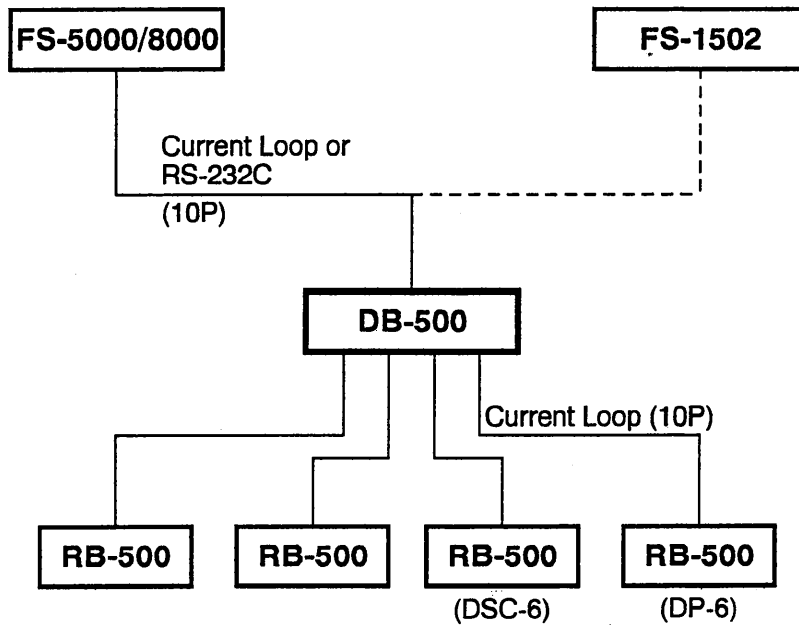 FS-5000/8000
FS-1502
Current Loop or
RS-232C
(10P)
DB-500
Current Loop (10P)
RB-500
RB-500
RB-500
RB-500
(DSC-6)
(DP-6)